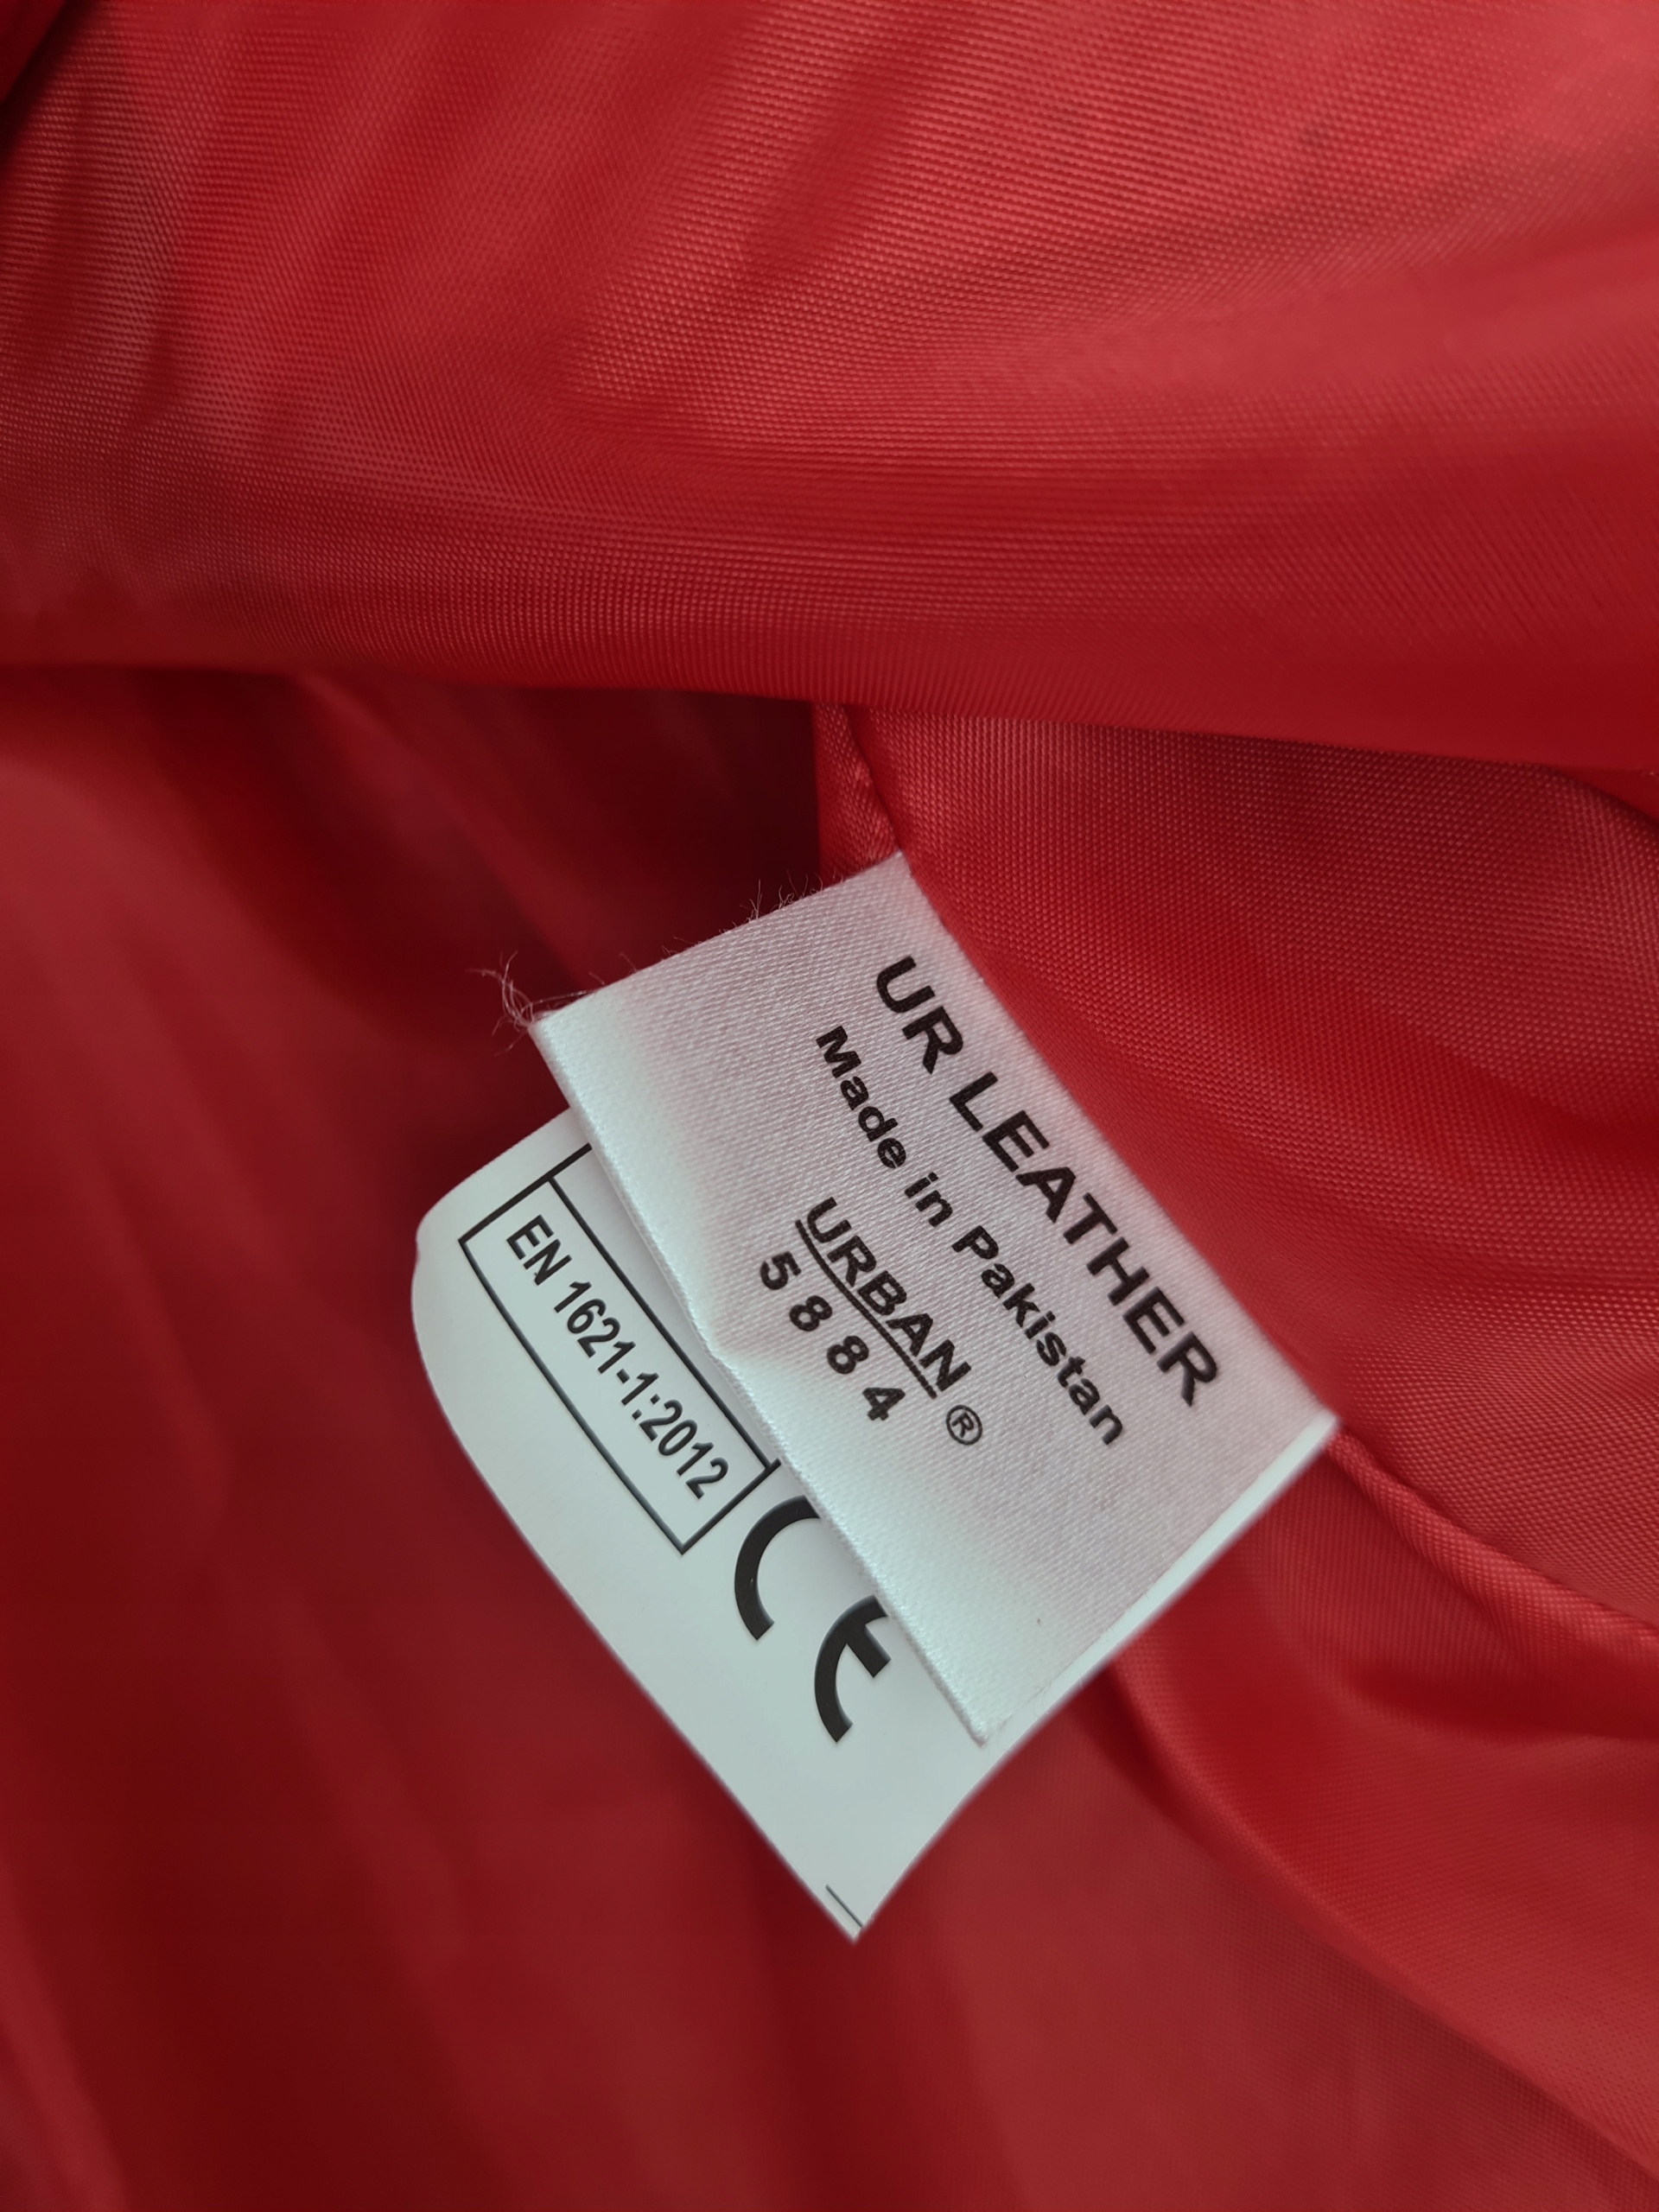 UR LEATHER
Made in Pakistan
URBAN ®
5884
EN 1621-1:2012
CE